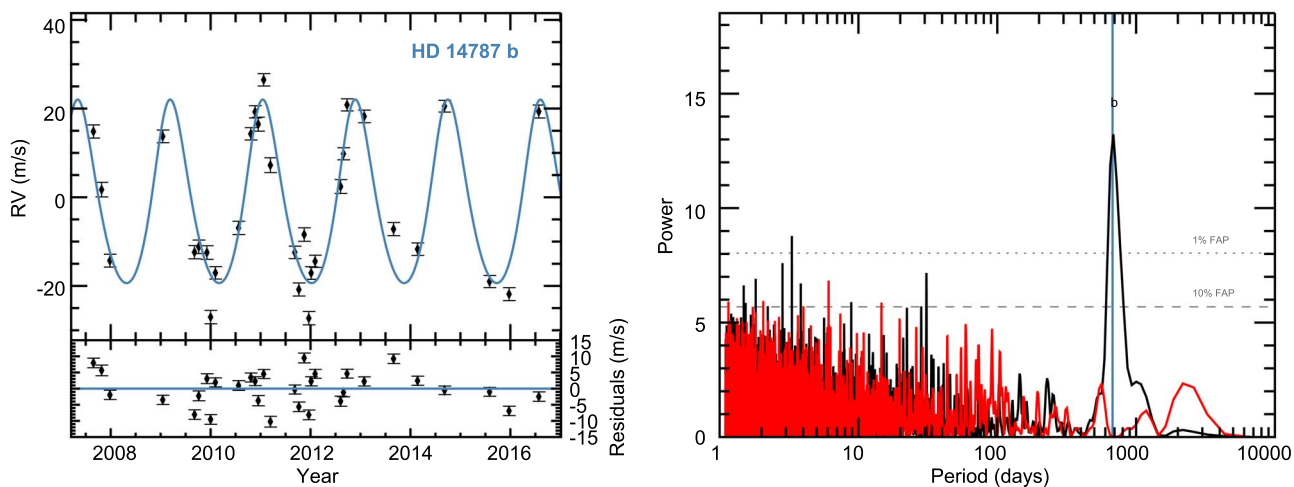 HD 14787 b
40
20
0
-20
RV (m/s)
15
10
5
0
-5
-10
-15
Residuals (m/s)
2008 2010 2012 2014 2016
Year
15
10
5
0
Power
b
1% FAP
10% FAP
1 10 100 1000 10000
Period (days)